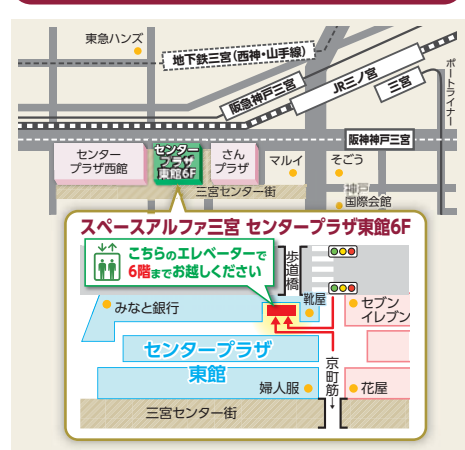 東急ハンズ
地下鉄三宮(西神・山手線)
阪急神戸三宮
JR三ノ宮
三宮
ポートライナー
阪神神戸三宮
センター
プラザ西館
センター
プラザ
東館6F
さん
プラザ
マルイ
そごう
三宮センター街
神戸
国際会館
スペースアルファ三宮 センタープラザ東館6F
こちらのエレベーターで
6階までお越しください
歩道橋
みなと銀行
靴屋
セブン
イレブン
センタープラザ
東館
京町筋
婦人服
花屋
三宮センター街